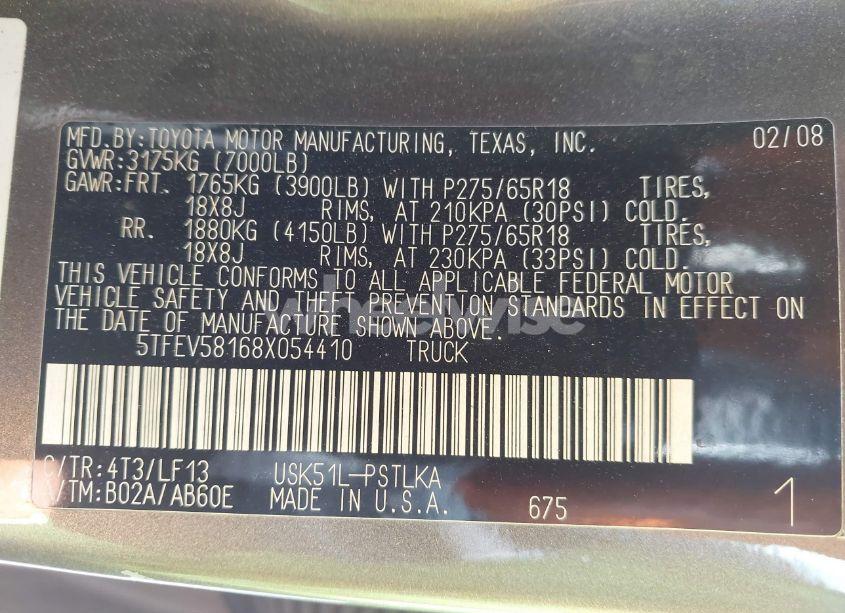 MFD.BY:TOYOTA MOTOR MANUFACTURING, TEXAS, INC. 02/08
GVWR:3175KG (7000LB)
GAWR:FRT. 1765KG (3900LB) WITH P275/65R18 TIRES,
18X8J RIMS, AT 210KPA (30PSI) COLD.
RR. 1880KG (4150LB) WITH P275/65R18 TIRES,
18X8J RIMS, AT 230KPA (33PSI) COLD.
THIS VEHICLE CONFORMS TO ALL APPLICABLE FEDERAL MOTOR
VEHICLE SAFETY AND THEFT PREVENTION STANDARDS IN EFFECT ON
THE DATE OF MANUFACTURE SHOWN ABOVE.
wheelwise
5TFEV58168X054410 TRUCK
C/TR:4T3/LF13 USK51L-PSTLKA
A/TM:B02A/AB60E MADE IN U.S.A. 675 1